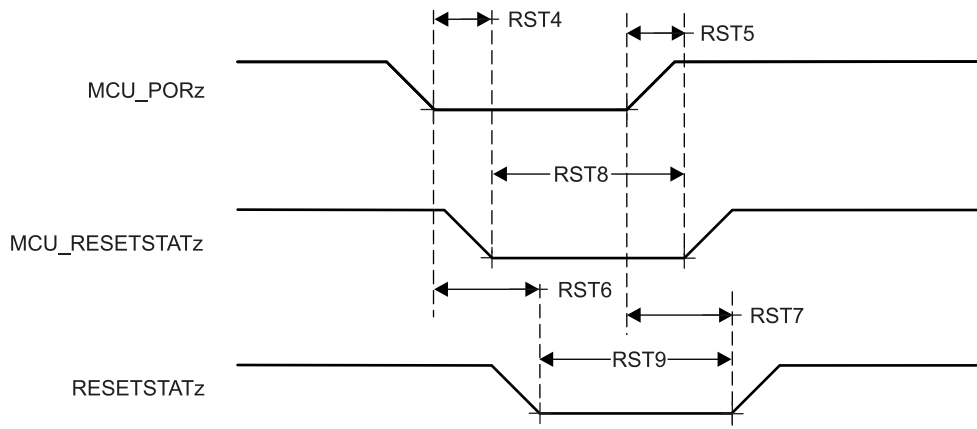 RST4
RST5
MCU_PORz
RST8
MCU_RESETSTATz
RST6
RST7
RST9
RESETSTATz